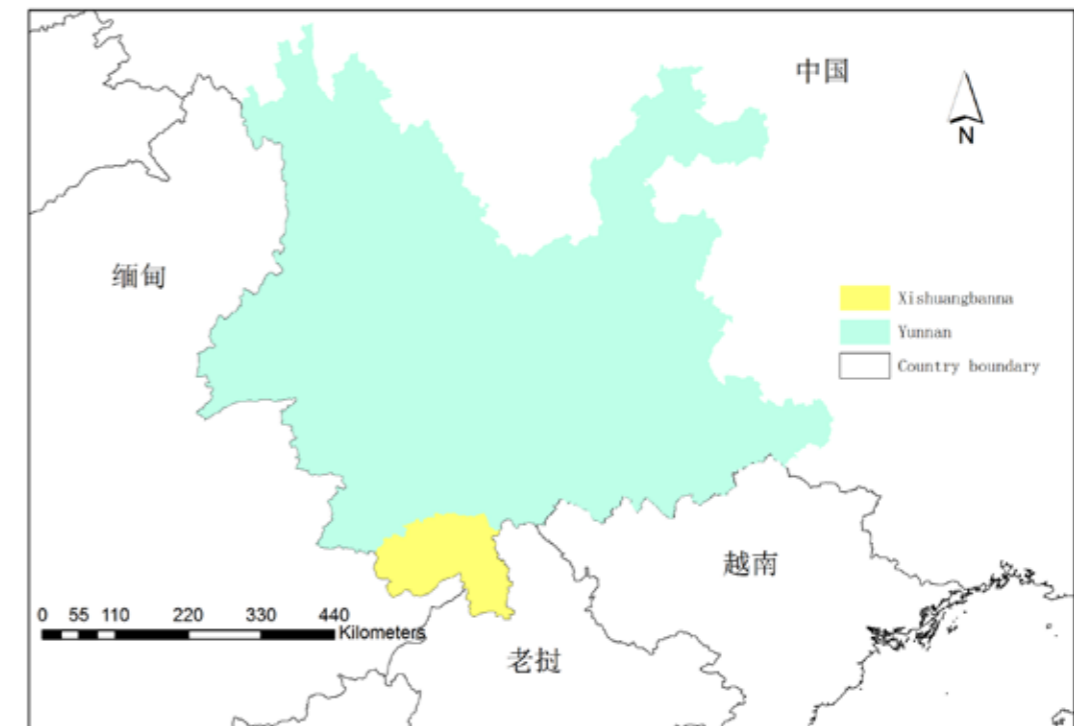 中国
N
缅甸
Xishuangbanna
Yunnan
Country boundary
越南
0 55 110 220 330 440
Kilometers
老挝